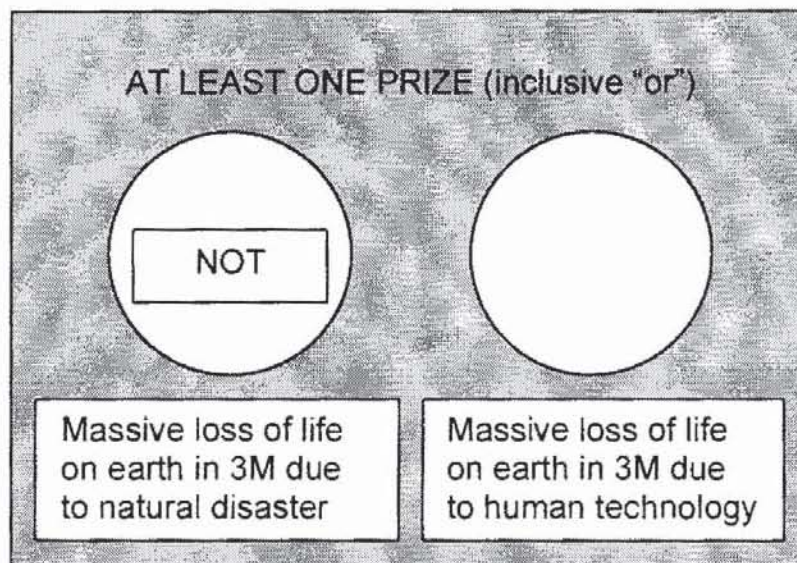 AT LEAST ONE PRIZE (inclusive “or”)
NOT
Massive loss of life
on earth in 3M due
to natural disaster
Massive loss of life
on earth in 3M due
to human technology